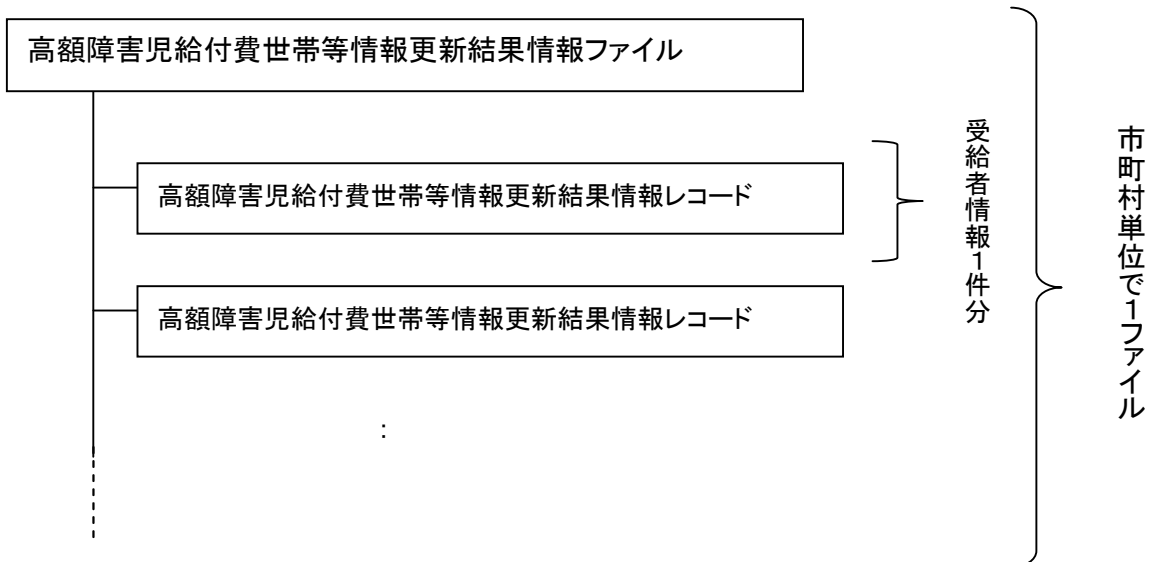 高額障害児給付費世帯等情報更新結果情報ファイル
高額障害児給付費世帯等情報更新結果情報レコード
受給者情報1件分
高額障害児給付費世帯等情報更新結果情報レコード
:
市町村単位で1ファイル